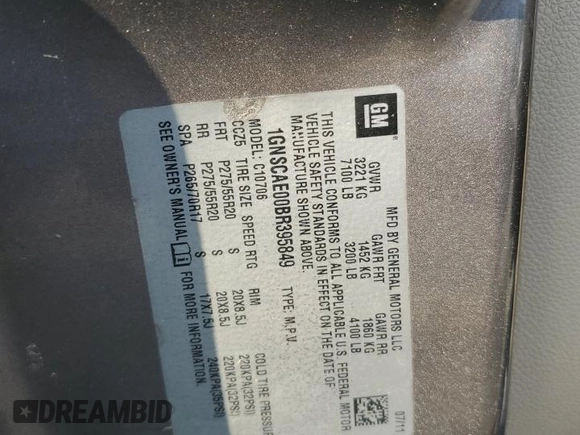 GM
MFD BY GENERAL MOTORS LLC 07/11
GVWR GAWR FRT GAWR RR
3221 KG 1452 KG 1860 KG
7100 LB 3200 LB 4100 LB
THIS VEHICLE CONFORMS TO ALL APPLICABLE U.S. FEDERAL MOTOR
VEHICLE SAFETY STANDARDS IN EFFECT ON THE DATE OF
MANUFACTURE SHOWN ABOVE.
1GNSCAE00BR395849 TYPE: M.P.V.
MODEL: C10706
CCZ5 TIRE SIZE SPEED RTG RIM COLD TIRE PRESSURE
FRT P275/55R20 S 20X8.5J 220KPA(32PSI)
RR P275/55R20 S 20X8.5J 220KPA(32PSI)
SPA P265/70R17 S 17X7.5J 240KPA(35PSI)
SEE OWNER'S MANUAL FOR MORE INFORMATION.
DREAMBID